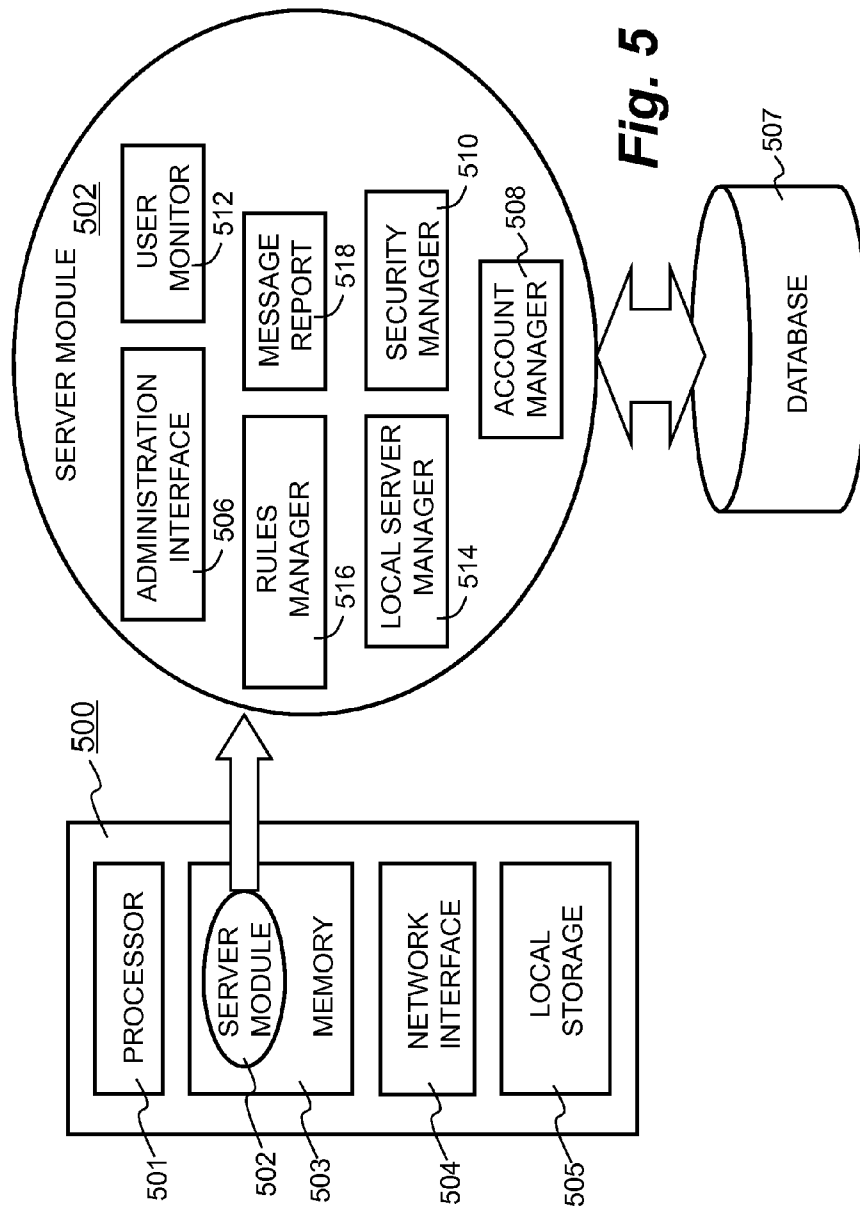 500
PROCESSOR
501
SERVER
MODULE
502
MEMORY
503
NETWORK
INTERFACE
504
LOCAL
STORAGE
505
SERVER MODULE
502
ADMINISTRATION
INTERFACE
506
USER
MONITOR
512
RULES
MANAGER
516
MESSAGE
REPORT
518
LOCAL SERVER
MANAGER
514
SECURITY
MANAGER
510
ACCOUNT
MANAGER
508
DATABASE
507
Fig. 5